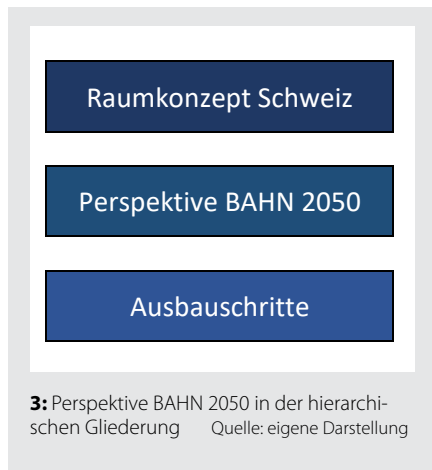 Raumkonzept Schweiz
Perspektive BAHN 2050
Ausbauschritte
3: Perspektive BAHN 2050 in der hierarchi-
schen Gliederung Quelle: eigene Darstellung